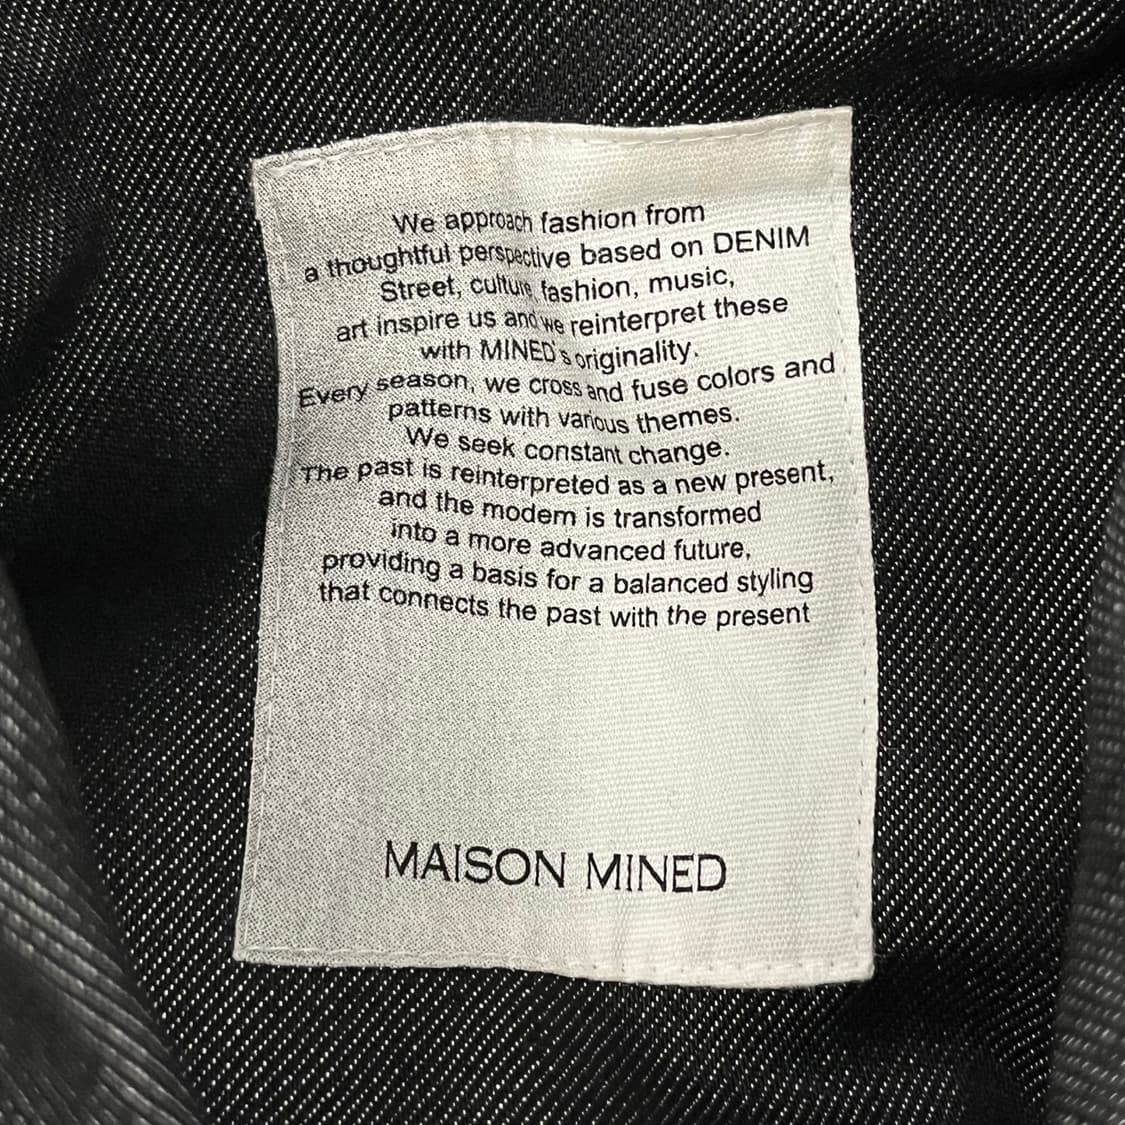 We approach fashion from
a thoughtful perspective based on DENIM
Street, culture, fashion, music,
art inspire us and we reinterpret these
with MINED's originality.
Every season, we cross and fuse colors and
patterns with various themes.
We seek constant change.
The past is reinterpreted as a new present,
and the modern is transformed
into a more advanced future,
providing a basis for a balanced styling
that connects the past with the present
MAISON MINED